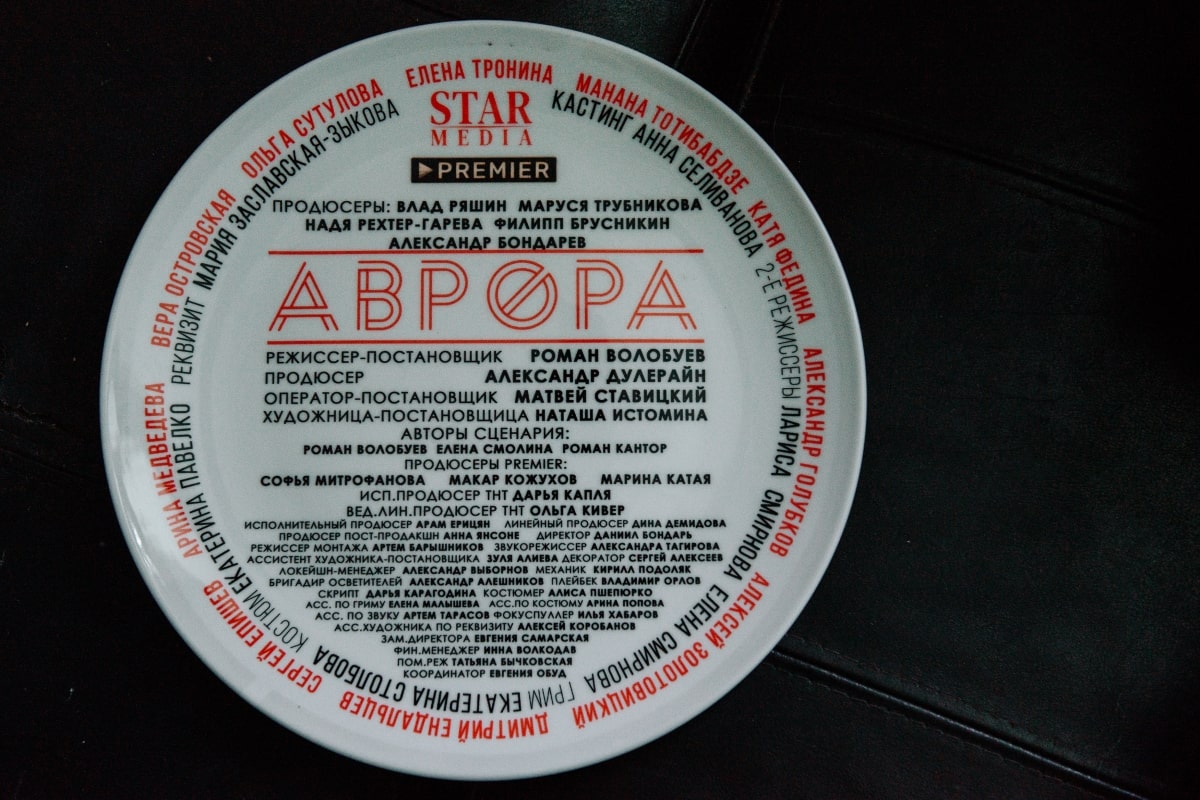 ЕЛЕНА ТРОНИНА МАНАНА ТОТИБАБДЗЕ КАТЯ ФЕДИНА АЛЕКСАНДР ГОЛУБКОВ АЛЕКСЕЙ ЗОЛОТОВИЦКИЙ ДМИТРИЙ ЕНДАЛЬЦЕВ СЕРГЕЙ ЕПИШЕВ АРИНА МЕДВЕДЕВА ВЕРА ОСТРОВСКАЯ ОЛЬГА СУТУЛОВА
КАСТИНГ АННА СЕЛИВАНОВА 2-Е РЕЖИССЕРЫ ЛАРИСА СМИРНОВА ЕЛЕНА СМИРНОВА ГРИМ ЕКАТЕРИНА СТОЛБОВА КОСТЮМ ЕКАТЕРИНА ПАВЕЛКО РЕКВИЗИТ МАРИЯ ЗАСЛАВСКАЯ-ЗЫКОВА
STAR
MEDIA
PREMIER
ПРОДЮСЕРЫ: ВЛАД РЯШИН МАРУСЯ ТРУБНИКОВА
НАДЯ РЕХТЕР-ГАРЕВА ФИЛИПП БРУСНИКИН
АЛЕКСАНДР БОНДАРЕВ
АВРОРА
РЕЖИССЕР-ПОСТАНОВЩИК РОМАН ВОЛОБУЕВ
ПРОДЮСЕР АЛЕКСАНДР ДУЛЕРАЙН
ОПЕРАТОР-ПОСТАНОВЩИК МАТВЕЙ СТАВИЦКИЙ
ХУДОЖНИЦА-ПОСТАНОВЩИЦА НАТАША ИСТОМИНА
АВТОРЫ СЦЕНАРИЯ:
РОМАН ВОЛОБУЕВ ЕЛЕНА СМОЛИНА РОМАН КАНТОР
ПРОДЮСЕРЫ PREMIER:
СОФЬЯ МИТРОФАНОВА МАКАР КОЖУХОВ МАРИНА КАТАЯ
ИСП.ПРОДЮСЕР ТНТ ДАРЬЯ КАПЛЯ
ВЕД.ЛИН.ПРОДЮСЕР ТНТ ОЛЬГА КИВЕР
ИСПОЛНИТЕЛЬНЫЙ ПРОДЮСЕР АРАМ ЕРИЦЯН ЛИНЕЙНЫЙ ПРОДЮСЕР ДИНА ДЕМИДОВА
ПРОДЮСЕР ПОСТ-ПРОДАКШН АННА ЯНСОНЕ ДИРЕКТОР ДАНИИЛ БОНДАРЬ
РЕЖИССЕР МОНТАЖА АРТЕМ БАРЫШНИКОВ ЗВУКОРЕЖИССЕР АЛЕКСАНДРА ТАГИРОВА
АССИСТЕНТ ХУДОЖНИКА-ПОСТАНОВЩИКА ЗУЛЯ АЛИЕВА ДЕКОРАТОР СЕРГЕЙ АЛЕКСЕЕВ
ЛОКЕЙШН-МЕНЕДЖЕР АЛЕКСАНДР ВЫБОРНОВ МЕХАНИК КИРИЛЛ ПОДОЛЯК
БРИГАДИР ОСВЕТИТЕЛЕЙ АЛЕКСАНДР АЛЕШНИКОВ ПЛЕЙБЕК ВЛАДИМИР ОРЛОВ
СКРИПТ ДАРЬЯ КАРАГОДИНА КОСТЮМЕР АЛИСА ПШЕПЮРКО
АСС. ПО ГРИМУ ЕЛЕНА МАЛЫШЕВА АСС.ПО КОСТЮМУ АРИНА ПОПОВА
АСС. ПО ЗВУКУ АРТЕМ ТАРАСОВ ФОКУСПУЛЛЕР ИЛЬЯ ХАБАРОВ
АСС.ХУДОЖНИКА ПО РЕКВИЗИТУ АЛЕКСЕЙ КОРОБАНОВ
ЗАМ.ДИРЕКТОРА ЕВГЕНИЯ САМАРСКАЯ
ФИН.МЕНЕДЖЕР ИННА ВОЛКОДАВ
ПОМ.РЕЖ ТАТЬЯНА БЫЧКОВСКАЯ
КООРДИНАТОР ЕВГЕНИЯ ОБУД